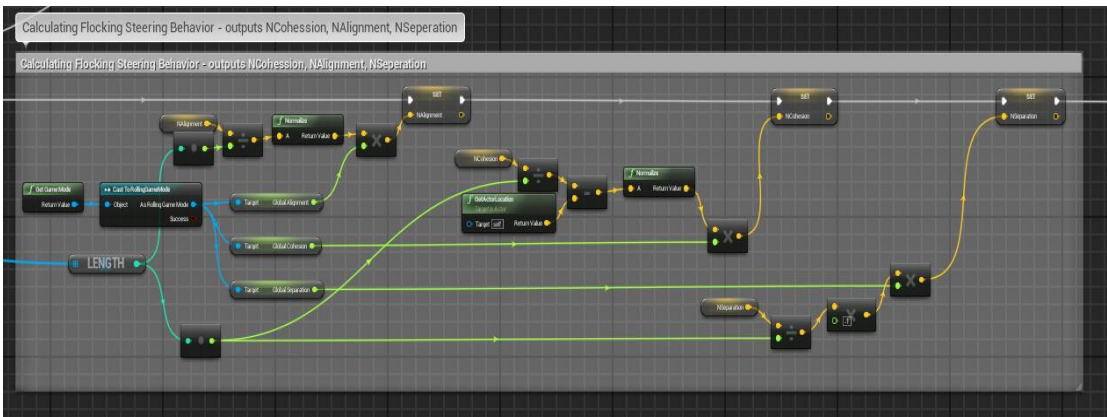 Calculating Flocking Steering Behavior - outputs NCohession, NAlignment, NSeperation
Calculating Flocking Steering Behavior - outputs NCohession, NAlignment, NSeperation
SET
NAlignment
SET
NCohesion
SET
NSeparation
NAlignment
f Normalize
A Return Value
f Get Game Mode
Return Value
Cast To RollingGameMode
Object As Rolling Game Mode
Success
Target Global Alignment
NCohesion
f GetActorLocation
Target is Actor
Target self Return Value
f Normalize
A Return Value
Target Global Cohesion
LENGTH
Target Global Separation
NSeparation